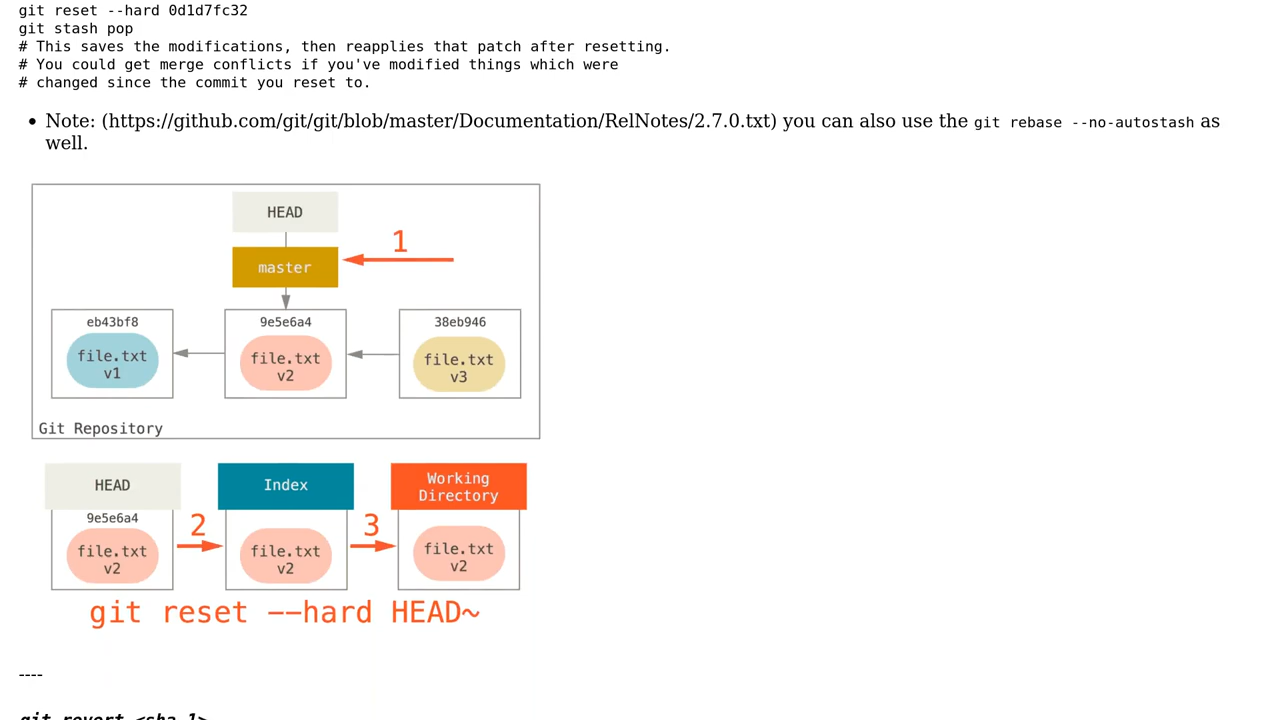 git reset --hard 0d1d7fc32
git stash pop
# This saves the modifications, then reapplies that patch after resetting.
# You could get merge conflicts if you've modified things which were
# changed since the commit you reset to.
• Note: (https://github.com/git/git/blob/master/Documentation/RelNotes/2.7.0.txt) you can also use the git rebase --no-autostash as
well.
HEAD
1
master
eb43bf8
9e5e6a4
38eb946
file.txt
v1
file.txt
v2
file.txt
v3
Git Repository
HEAD
Index
Working
Directory
9e5e6a4
2
3
file.txt
v2
file.txt
v2
file.txt
v2
git reset --hard HEAD~
----
git revert <sha-1>